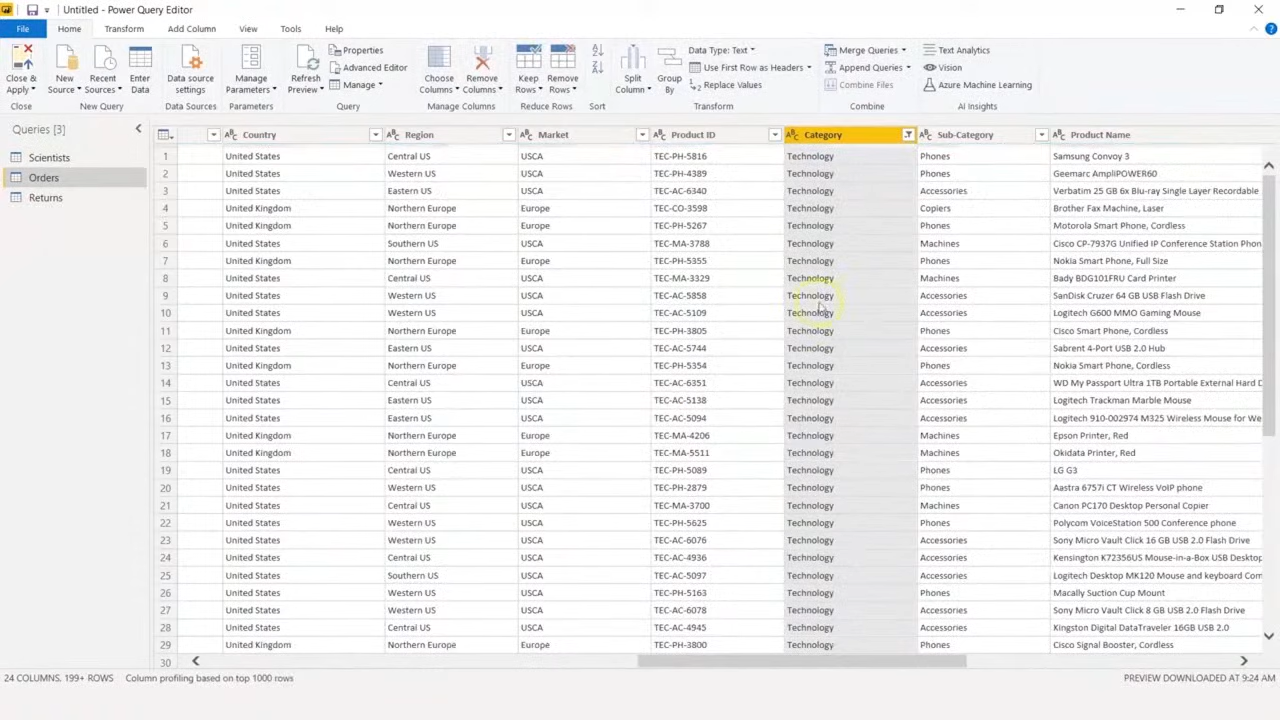 Untitled - Power Query Editor
File Home Transform Add Column View Tools Help
Close & Apply
New Source
Recent Sources
Enter Data
Data source settings
Manage Parameters
Refresh Preview
Properties
Advanced Editor
Manage
Choose Columns
Remove Columns
Keep Rows
Remove Rows
Split Column
Group By
Data Type: Text
Use First Row as Headers
Replace Values
Merge Queries
Append Queries
Combine Files
Text Analytics
Vision
Azure Machine Learning
Close New Query Data Sources Parameters Query Manage Columns Reduce Rows Sort Transform Combine AI Insights
Queries [3]
Scientists
Orders
Returns
Country Region Market Product ID Category Sub-Category Product Name
1 United States Central US USCA TEC-PH-5816 Technology Phones Samsung Convoy 3
2 United States Western US USCA TEC-PH-4389 Technology Phones Geemarc AmpliPOWER60
3 United States Eastern US USCA TEC-AC-6340 Technology Accessories Verbatim 25 GB 6x Blu-ray Single Layer Recordable
4 United Kingdom Northern Europe Europe TEC-CO-3598 Technology Copiers Brother Fax Machine, Laser
5 United Kingdom Northern Europe Europe TEC-PH-5267 Technology Phones Motorola Smart Phone, Cordless
6 United States Southern US USCA TEC-MA-3788 Technology Machines Cisco CP-7937G Unified IP Conference Station Phon
7 United Kingdom Northern Europe Europe TEC-PH-5355 Technology Phones Nokia Smart Phone, Full Size
8 United States Central US USCA TEC-MA-3329 Technology Machines Bady BDG101FRU Card Printer
9 United States Western US USCA TEC-AC-5858 Technology Accessories SanDisk Cruzer 64 GB USB Flash Drive
10 United States Western US USCA TEC-AC-5109 Technology Accessories Logitech G600 MMO Gaming Mouse
11 United Kingdom Northern Europe Europe TEC-PH-3805 Technology Phones Cisco Smart Phone, Cordless
12 United States Eastern US USCA TEC-AC-5744 Technology Accessories Sabrent 4-Port USB 2.0 Hub
13 United Kingdom Northern Europe Europe TEC-PH-5354 Technology Phones Nokia Smart Phone, Cordless
14 United States Central US USCA TEC-AC-6351 Technology Accessories WD My Passport Ultra 1TB Portable External Hard D
15 United States Eastern US USCA TEC-AC-5138 Technology Accessories Logitech Trackman Marble Mouse
16 United States Eastern US USCA TEC-AC-5094 Technology Accessories Logitech 910-002974 M325 Wireless Mouse for We
17 United Kingdom Northern Europe Europe TEC-MA-4206 Technology Machines Epson Printer, Red
18 United Kingdom Northern Europe Europe TEC-MA-5511 Technology Machines Okidata Printer, Red
19 United States Central US USCA TEC-PH-5089 Technology Phones LG G3
20 United States Western US USCA TEC-PH-2879 Technology Phones Aastra 6757i CT Wireless VoIP phone
21 United States Central US USCA TEC-MA-3700 Technology Machines Canon PC170 Desktop Personal Copier
22 United States Western US USCA TEC-PH-5625 Technology Phones Polycom VoiceStation 500 Conference phone
23 United States Western US USCA TEC-AC-6076 Technology Accessories Sony Micro Vault Click 16 GB USB 2.0 Flash Drive
24 United States Central US USCA TEC-AC-4936 Technology Accessories Kensington K72356US Mouse-in-a-Box USB Desktop
25 United States Southern US USCA TEC-AC-5097 Technology Accessories Logitech Desktop MK120 Mouse and keyboard Com
26 United States Western US USCA TEC-PH-5163 Technology Phones Macally Suction Cup Mount
27 United States Western US USCA TEC-AC-6078 Technology Accessories Sony Micro Vault Click 8 GB USB 2.0 Flash Drive
28 United States Central US USCA TEC-AC-4945 Technology Accessories Kingston Digital DataTraveler 16GB USB 2.0
29 United Kingdom Northern Europe Europe TEC-PH-3800 Technology Phones Cisco Signal Booster, Cordless
30
24 COLUMNS, 199+ ROWS Column profiling based on top 1000 rows PREVIEW DOWNLOADED AT 9:24 AM